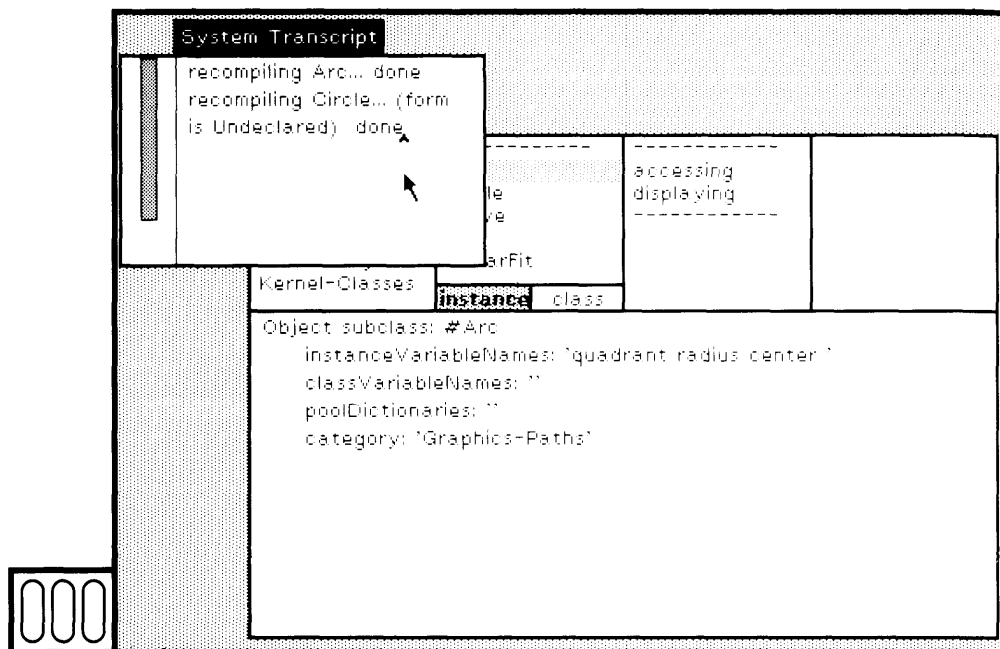 System Transcript
recompiling Arc... done
recompiling Circle... (form
is Undeclared) done
accessing
displaying
le
ve
arFit
Kernel-Classes
instance class
Object subclass: #Arc
instanceVariableNames: 'quadrant radius center '
classVariableNames: ''
poolDictionaries: ''
category: 'Graphics-Paths'